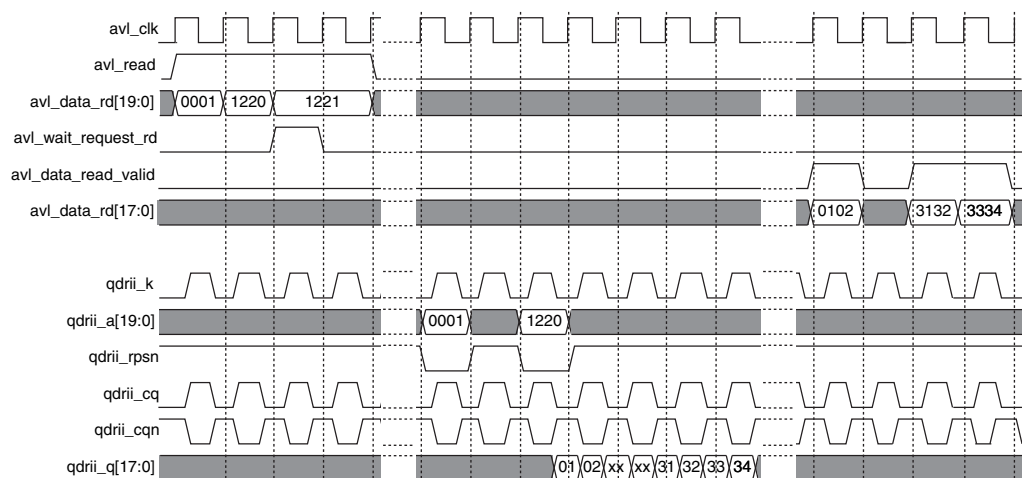 avl_clk
avl_read
avl_data_rd[19:0] 0001 1220 1221
avl_wait_request_rd
avl_data_read_valid
avl_data_rd[17:0] 0102 3132 3334
qdrii_k
qdrii_a[19:0] 0001 1220
qdrii_rpsn
qdrii_cq
qdrii_cqn
qdrii_q[17:0] 01 02 xx xx 31 32 33 34